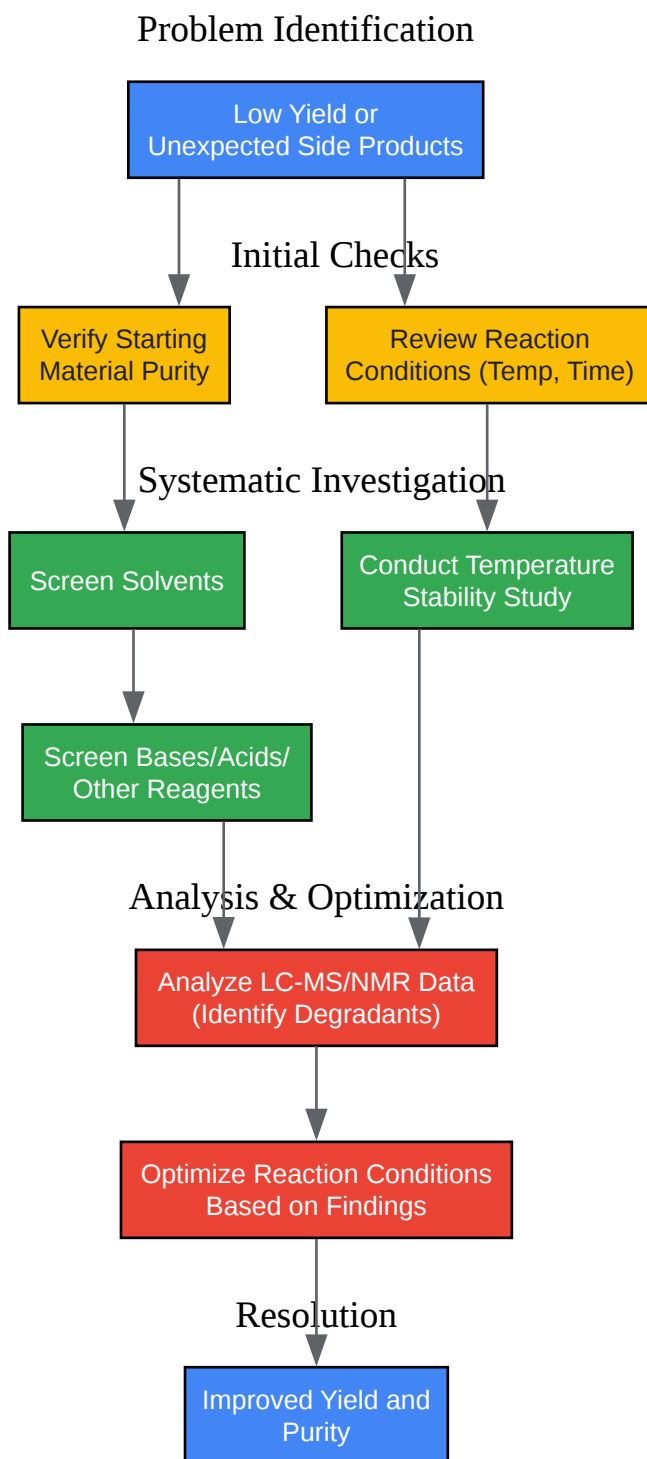 Problem Identification
Low Yield or
Unexpected Side Products
Initial Checks
Verify Starting
Material Purity
Review Reaction
Conditions (Temp, Time)
Systematic Investigation
Screen Solvents
Conduct Temperature
Stability Study
Screen Bases/Acids/
Other Reagents
Analysis & Optimization
Analyze LC-MS/NMR Data
(Identify Degradants)
Optimize Reaction Conditions
Based on Findings
Resolution
Improved Yield and
Purity